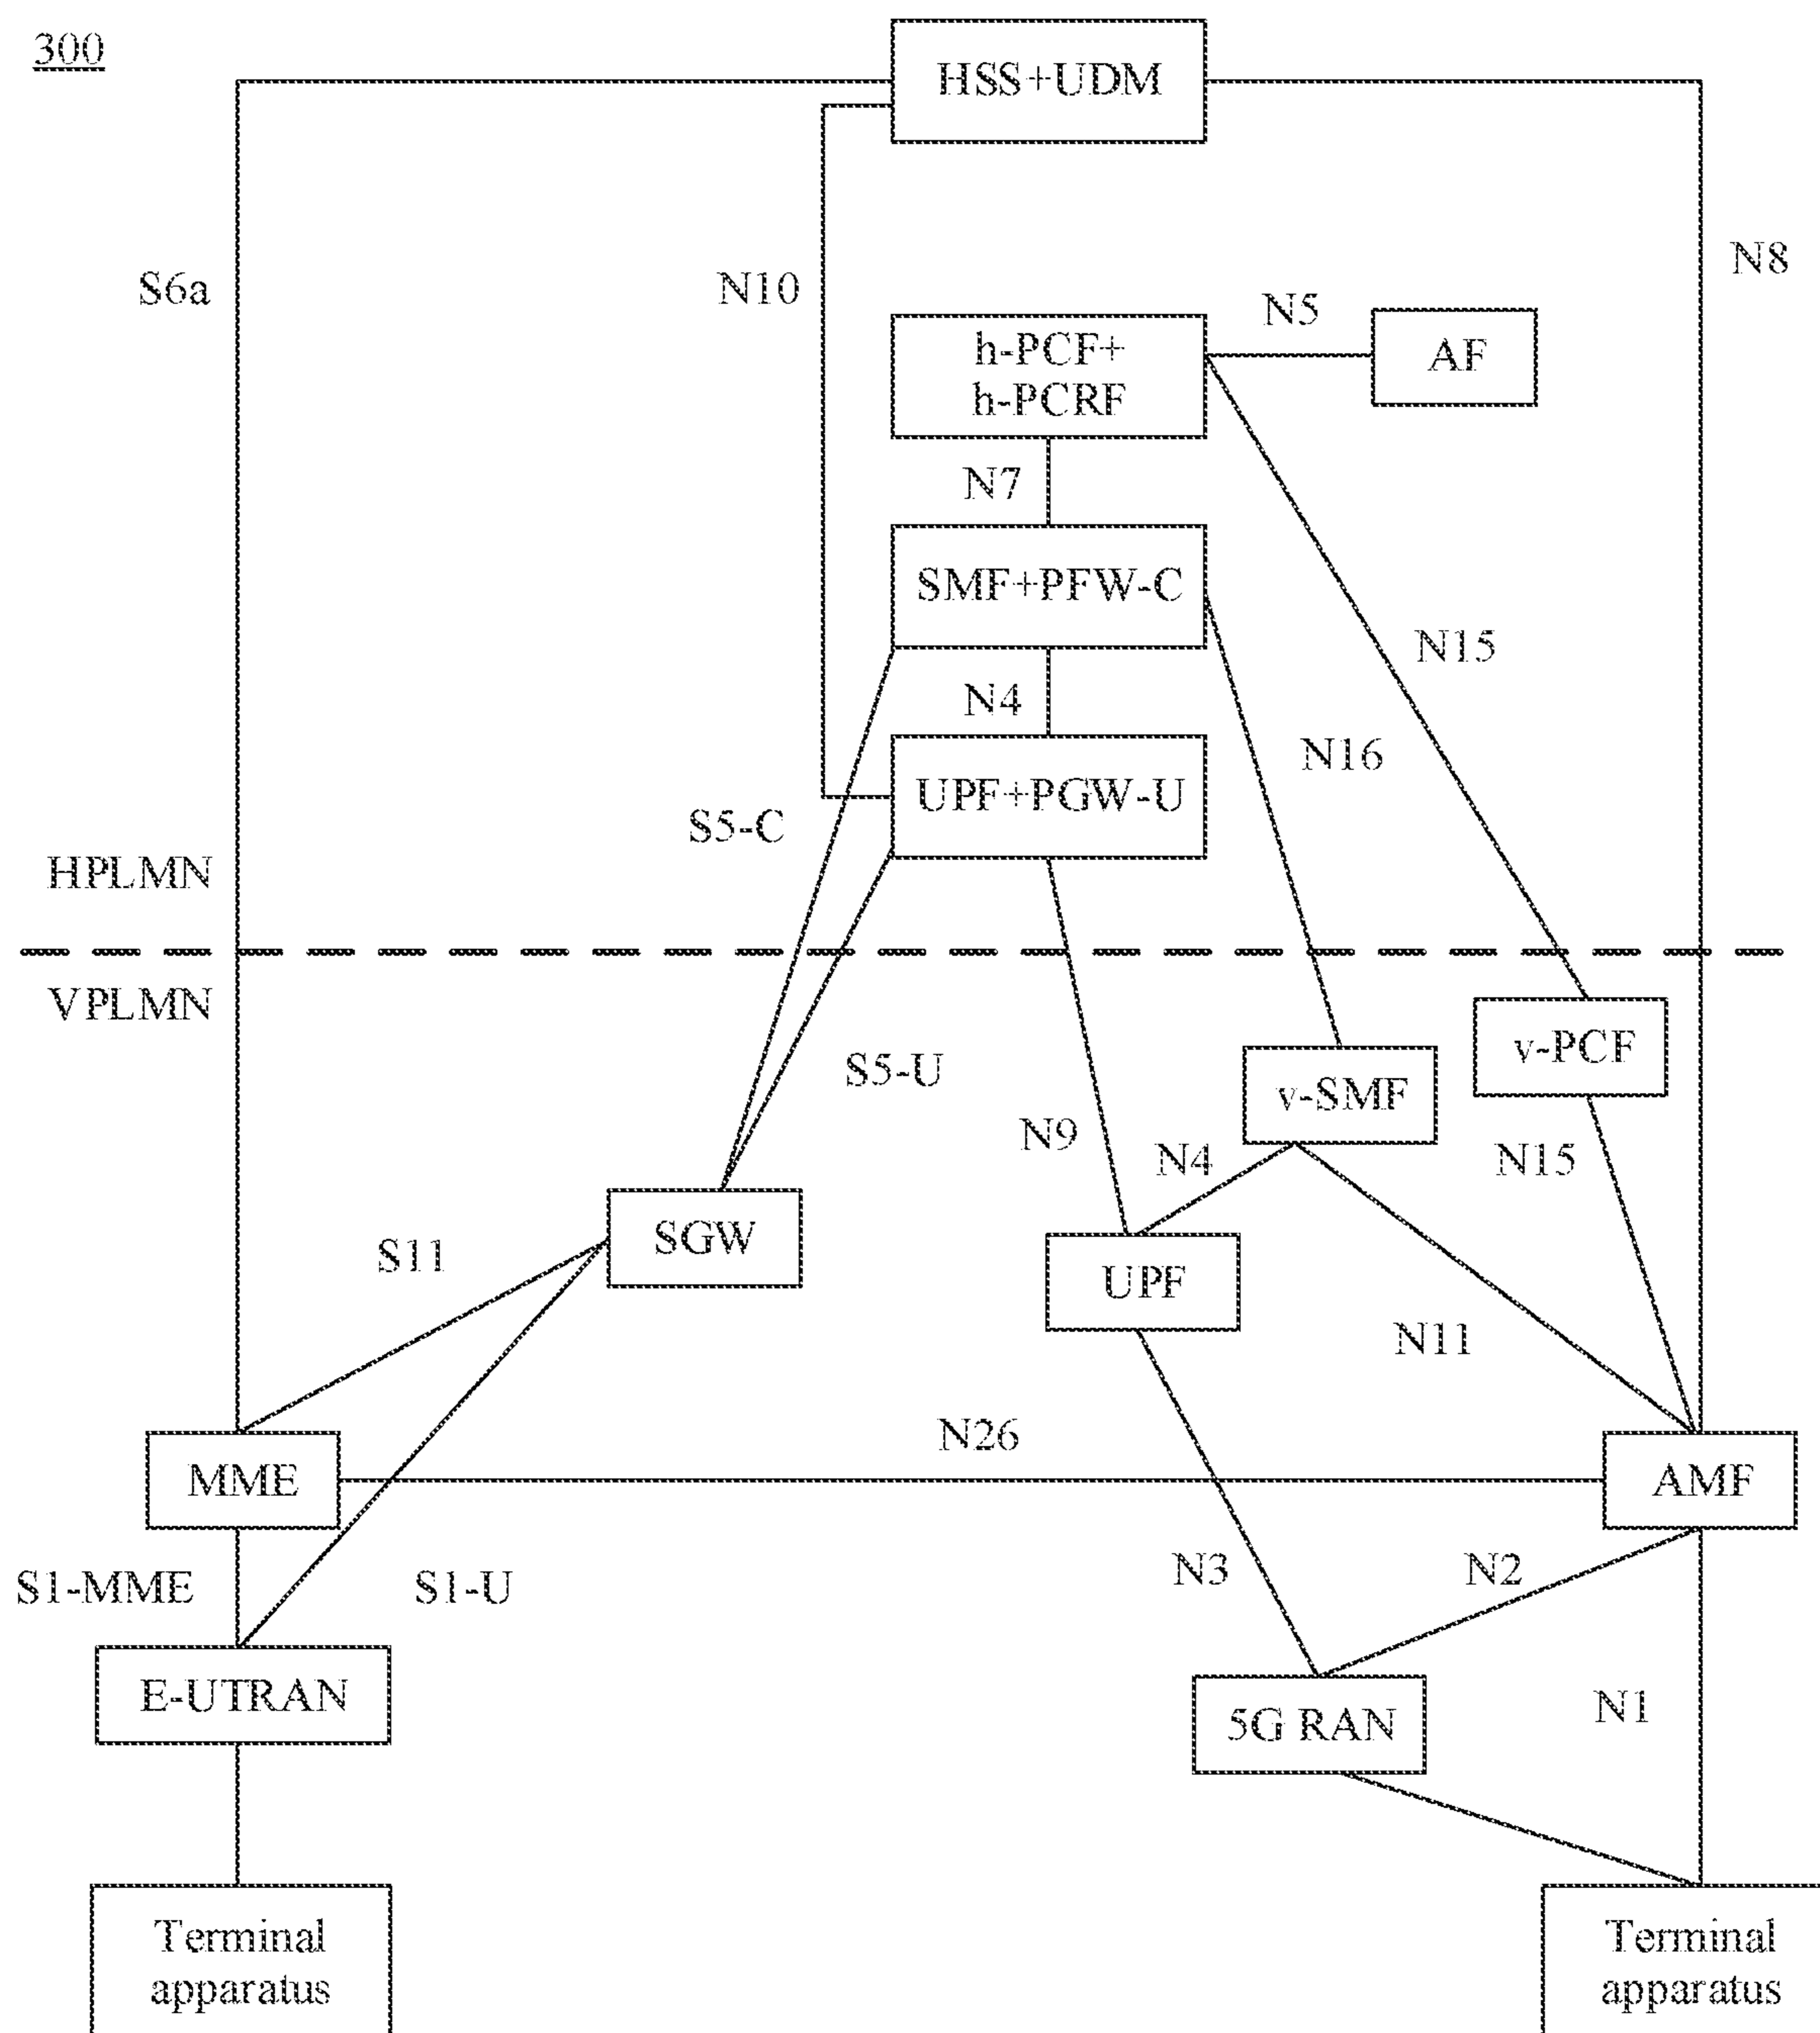 300
HSS+UDM
S6a
N10
N8
N5
h-PCF+
h-PCRF
AF
N7
SMF+PFW-C
N15
N4
N16
UPF+PGW-U
S5-C
HPLMN
VPLMN
v-PCF
S5-U
v-SMF
N9
N4
N15
SGW
S11
UPF
N11
N26
MME
AMF
S1-MME
S1-U
N3
N2
E-UTRAN
5G RAN
N1
Terminal
apparatus
Terminal
apparatus